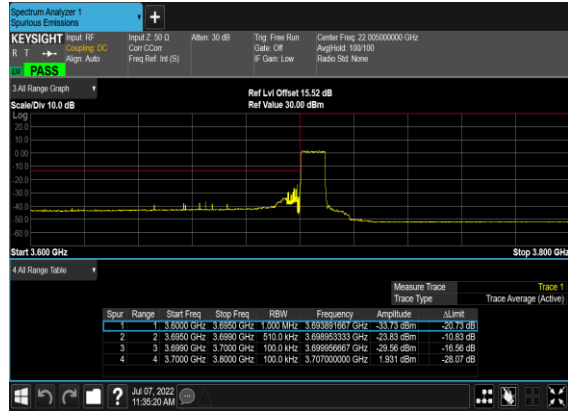 Spectrum Analyzer 1
Spurious Emissions
KEYSIGHT Input: RF Input Z: 50 Ω Atten: 30 dB Trig: Free Run Center Freq: 22.005000000 GHz
R T Coupling: DC Corr CCorr Gate: Off Avg|Hold: 100/100
Align: Auto Freq Ref: Int (S) IF Gain: Low Radio Std: None
PASS
3 All Range Graph
Ref Lvl Offset 15.52 dB
Scale/Div 10.0 dB Ref Value 30.00 dBm
Log
20.0
10.0
0.00
-10.0
-20.0
-30.0
-40.0
-50.0
-60.0
Start 3.600 GHz Stop 3.800 GHz
4 All Range Table
Measure Trace Trace 1
Trace Type Trace Average (Active)
Spur Range Start Freq Stop Freq RBW Frequency Amplitude ΔLimit
1 1 3.6000 GHz 3.6950 GHz 1.000 MHz 3.693891667 GHz -33.73 dBm -20.73 dB
2 2 3.6950 GHz 3.6990 GHz 510.0 kHz 3.698953333 GHz -23.83 dBm -10.83 dB
3 3 3.6990 GHz 3.7000 GHz 100.0 kHz 3.699956667 GHz -29.56 dBm -16.56 dB
4 4 3.7000 GHz 3.8000 GHz 100.0 kHz 3.707000000 GHz 1.931 dBm -28.07 dB
? Jul 07, 2022
11:35:20 AM